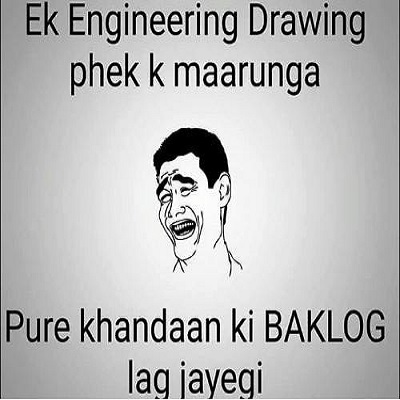 Ek Engineering Drawing
phek k maarunga
Pure khandaan ki BAKLOG
lag jayegi